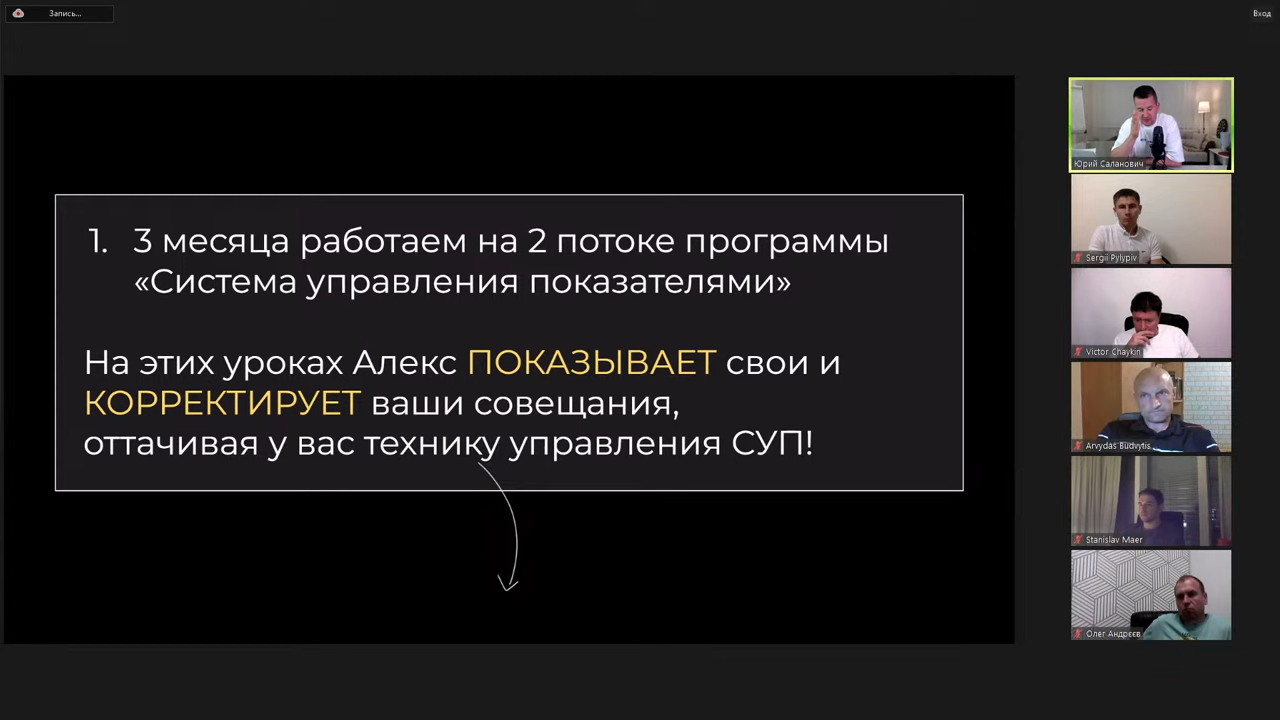 Запись...
Вход
1. 3 месяца работаем на 2 потоке программы
«Система управления показателями»
На этих уроках Алекс ПОКАЗЫВАЕТ свои и
КОРРЕКТИРУЕТ ваши совещания,
оттачивая у вас технику управления СУП!
Юрий Саланович
Sergii Pylypiv
Victor Chaykin
Arvydas Budvytis
Stanislav Maer
Олег Андрєєв